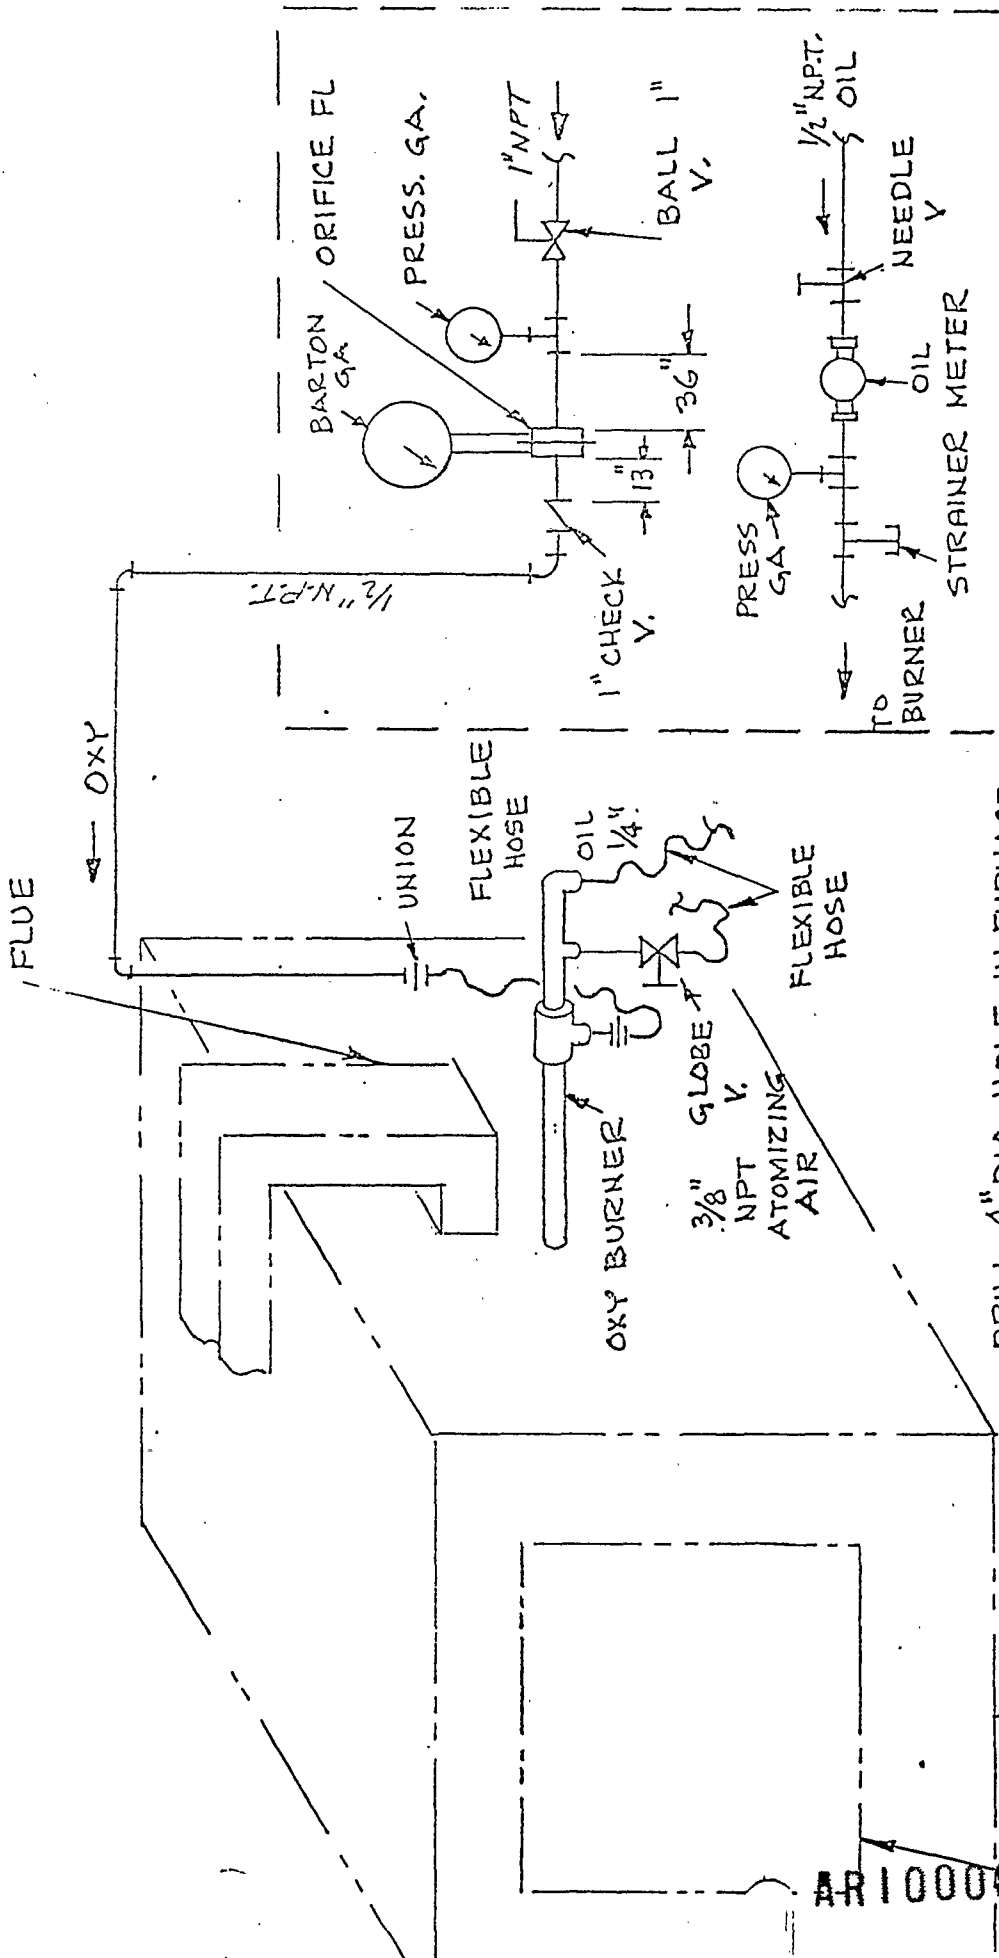 FLUE
OXY
1/2" N.P.T.
BARTON
GA
ORIFICE FL
PRESS. GA.
1" NPT
BALL 1"
V.
36"
13"
1" CHECK
V.
UNION
FLEXIBLE
HOSE
OIL
1/4"
OXY BURNER
3/8" GLOBE
NPT V.
ATOMIZING
AIR
FLEXIBLE
HOSE
1/2" N.P.T.
OIL
NEEDLE
V
OIL
STRAINER METER
PRESS
GA
TO
BURNER
AR1000